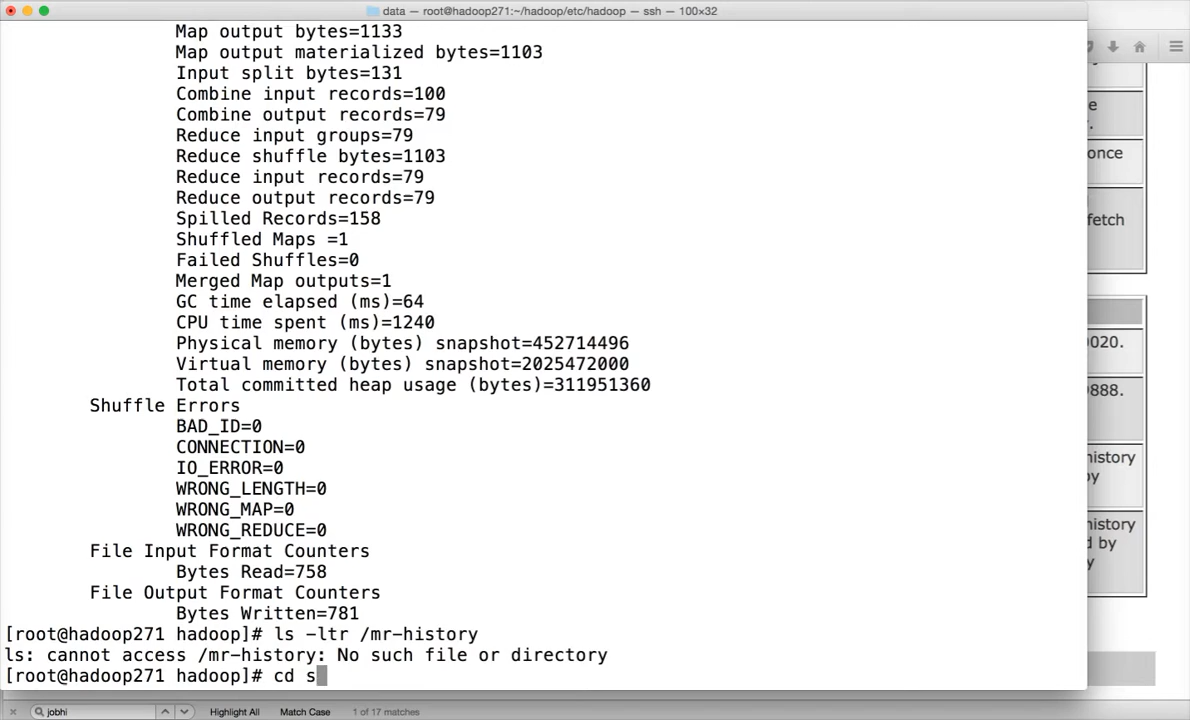 data — root@hadoop271:~/hadoop/etc/hadoop — ssh — 100×32
Map output bytes=1133
Map output materialized bytes=1103
Input split bytes=131
Combine input records=100
Combine output records=79
Reduce input groups=79
Reduce shuffle bytes=1103
Reduce input records=79
Reduce output records=79
Spilled Records=158
Shuffled Maps =1
Failed Shuffles=0
Merged Map outputs=1
GC time elapsed (ms)=64
CPU time spent (ms)=1240
Physical memory (bytes) snapshot=452714496
Virtual memory (bytes) snapshot=2025472000
Total committed heap usage (bytes)=311951360
Shuffle Errors
BAD_ID=0
CONNECTION=0
IO_ERROR=0
WRONG_LENGTH=0
WRONG_MAP=0
WRONG_REDUCE=0
File Input Format Counters
Bytes Read=758
File Output Format Counters
Bytes Written=781
[root@hadoop271 hadoop]# ls -ltr /mr-history
ls: cannot access /mr-history: No such file or directory
[root@hadoop271 hadoop]# cd s
once
fetch
0020.
9888.
history
by
history
d by
jobhi
Highlight All
Match Case
1 of 17 matches